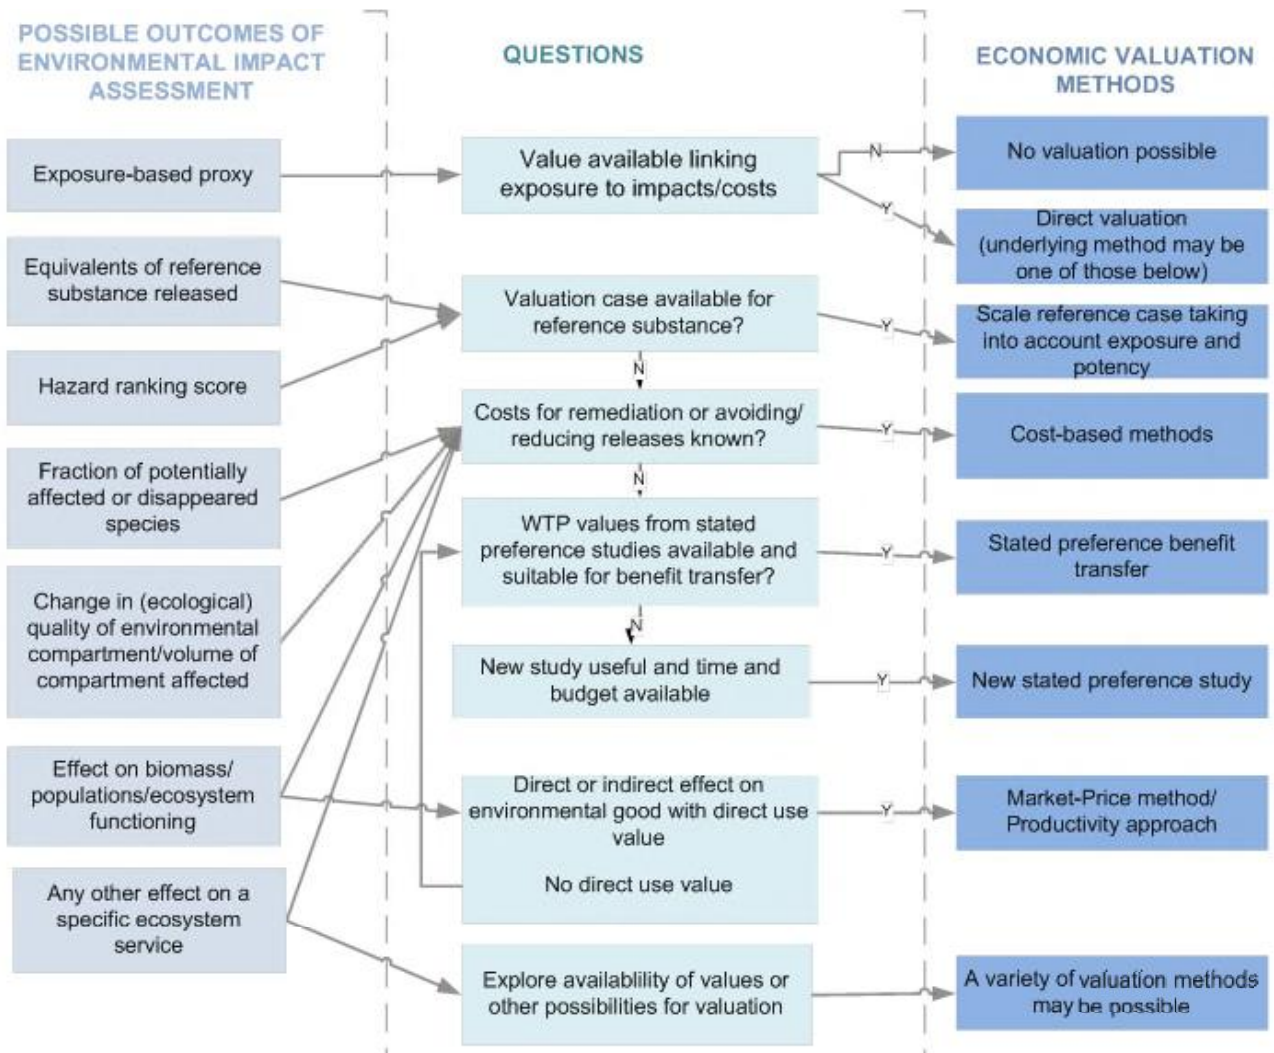 POSSIBLE OUTCOMES OF
ENVIRONMENTAL IMPACT
ASSESSMENT
QUESTIONS
ECONOMIC VALUATION
METHODS
Exposure-based proxy
Value available linking
exposure to impacts/costs
N
No valuation possible
Y
Direct valuation
(underlying method may be
one of those below)
Equivalents of reference
substance released
Valuation case available for
reference substance?
Y
Scale reference case taking
into account exposure and
potency
N
Hazard ranking score
Costs for remediation or avoiding/
reducing releases known?
Y
Cost-based methods
N
Fraction of potentially
affected or disappeared
species
WTP values from stated
preference studies available and
suitable for benefit transfer?
Y
Stated preference benefit
transfer
N
Change in (ecological)
quality of environmental
compartment/volume of
compartment affected
New study useful and time and
budget available
Y
New stated preference study
Effect on biomass/
populations/ecosystem
functioning
Direct or indirect effect on
environmental good with direct use
value
Y
Market-Price method/
Productivity approach
No direct use value
Any other effect on a
specific ecosystem
service
Explore availablility of values or
other possibilities for valuation
A variety of valuation methods
may be possible